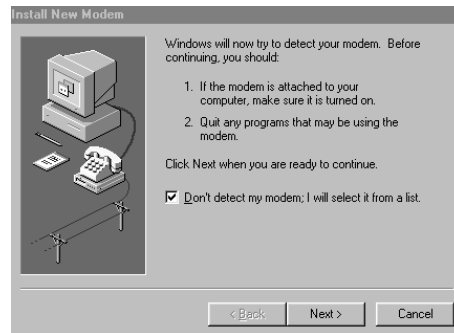 Install New Modem
Windows will now try to detect your modem. Before
continuing, you should:
1. If the modem is attached to your
computer, make sure it is turned on.
2. Quit any programs that may be using the
modem.
Click Next when you are ready to continue.
Don't detect my modem; I will select it from a list.
< Back
Next >
Cancel